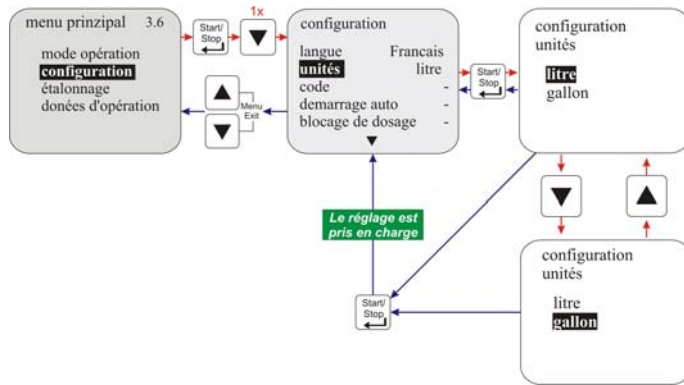 menu prinzipal 3.6
mode opération
configuration
étalonnage
donées d'opération
Start/
Stop
1x
Menu
Exit
configuration
langue Francais
unités litre
code -
demarrage auto -
blocage de dosage -
Start/
Stop
configuration
unités
litre
gallon
Le réglage est
pris en charge
Start/
Stop
configuration
unités
litre
gallon